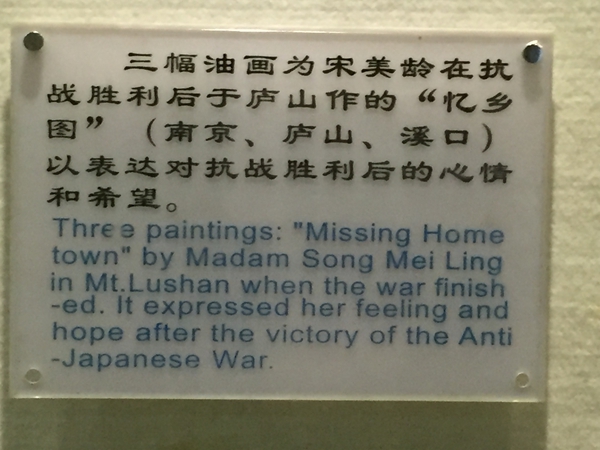 三幅油画为宋美龄在抗
战胜利后于庐山作的“忆乡
图”（南京、庐山、溪口）
以表达对抗战胜利后的心情
和希望。
Three paintings: "Missing Home
town" by Madam Song Mei Ling
in Mt.Lushan when the war finish
-ed. It expressed her feeling and
hope after the victory of the Anti
-Japanese War.